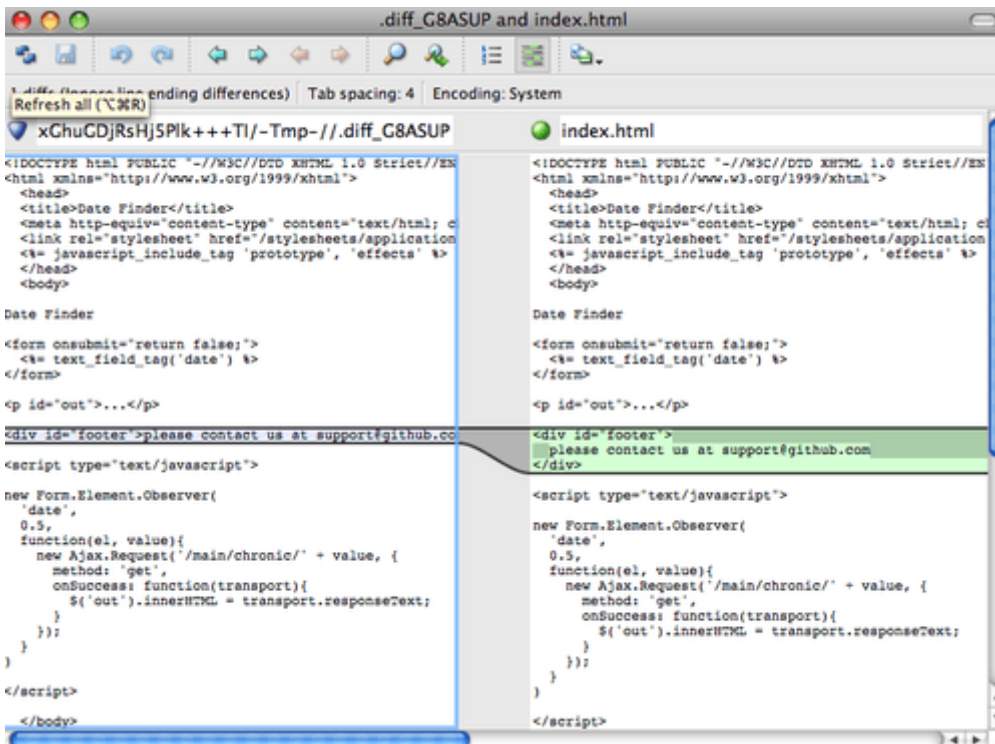 .diff_G8ASUP and index.html
ending differences) Tab spacing: 4 Encoding: System
Refresh all (⌥⌘R)
xGhuGDjRsHj5Plk+++TI/-Tmp-//.diff_G8ASUP
<!DOCTYPE html PUBLIC "-//W3C//DTD XHTML 1.0 Strict//EN
<html xmlns="http://www.w3.org/1999/xhtml">
<head>
<title>Date Finder</title>
<meta http-equiv="content-type" content="text/html; c
<link rel="stylesheet" href="/stylesheets/application
<%= javascript_include_tag 'prototype', 'effects' %>
</head>
<body>
Date Finder
<form onsubmit="return false;">
<%= text_field_tag('date') %>
</form>
<p id="out">...</p>
<div id="footer">please contact us at support@github.co
<script type="text/javascript">
new Form.Element.Observer(
'date',
0.5,
function(el, value){
new Ajax.Request('/main/chronic/' + value, {
method: 'get',
onSuccess: function(transport){
$('out').innerHTML = transport.responseText;
}
});
}
)
</script>
</body>
index.html
<!DOCTYPE html PUBLIC "-//W3C//DTD XHTML 1.0 Strict//EN
<html xmlns="http://www.w3.org/1999/xhtml">
<head>
<title>Date Finder</title>
<meta http-equiv="content-type" content="text/html; c
<link rel="stylesheet" href="/stylesheets/application
<%= javascript_include_tag 'prototype', 'effects' %>
</head>
<body>
Date Finder
<form onsubmit="return false;">
<%= text_field_tag('date') %>
</form>
<p id="out">...</p>
<div id="footer">
please contact us at support@github.com
</div>
<script type="text/javascript">
new Form.Element.Observer(
'date',
0.5,
function(el, value){
new Ajax.Request('/main/chronic/' + value, {
method: 'get',
onSuccess: function(transport){
$('out').innerHTML = transport.responseText;
}
});
}
)
</script>